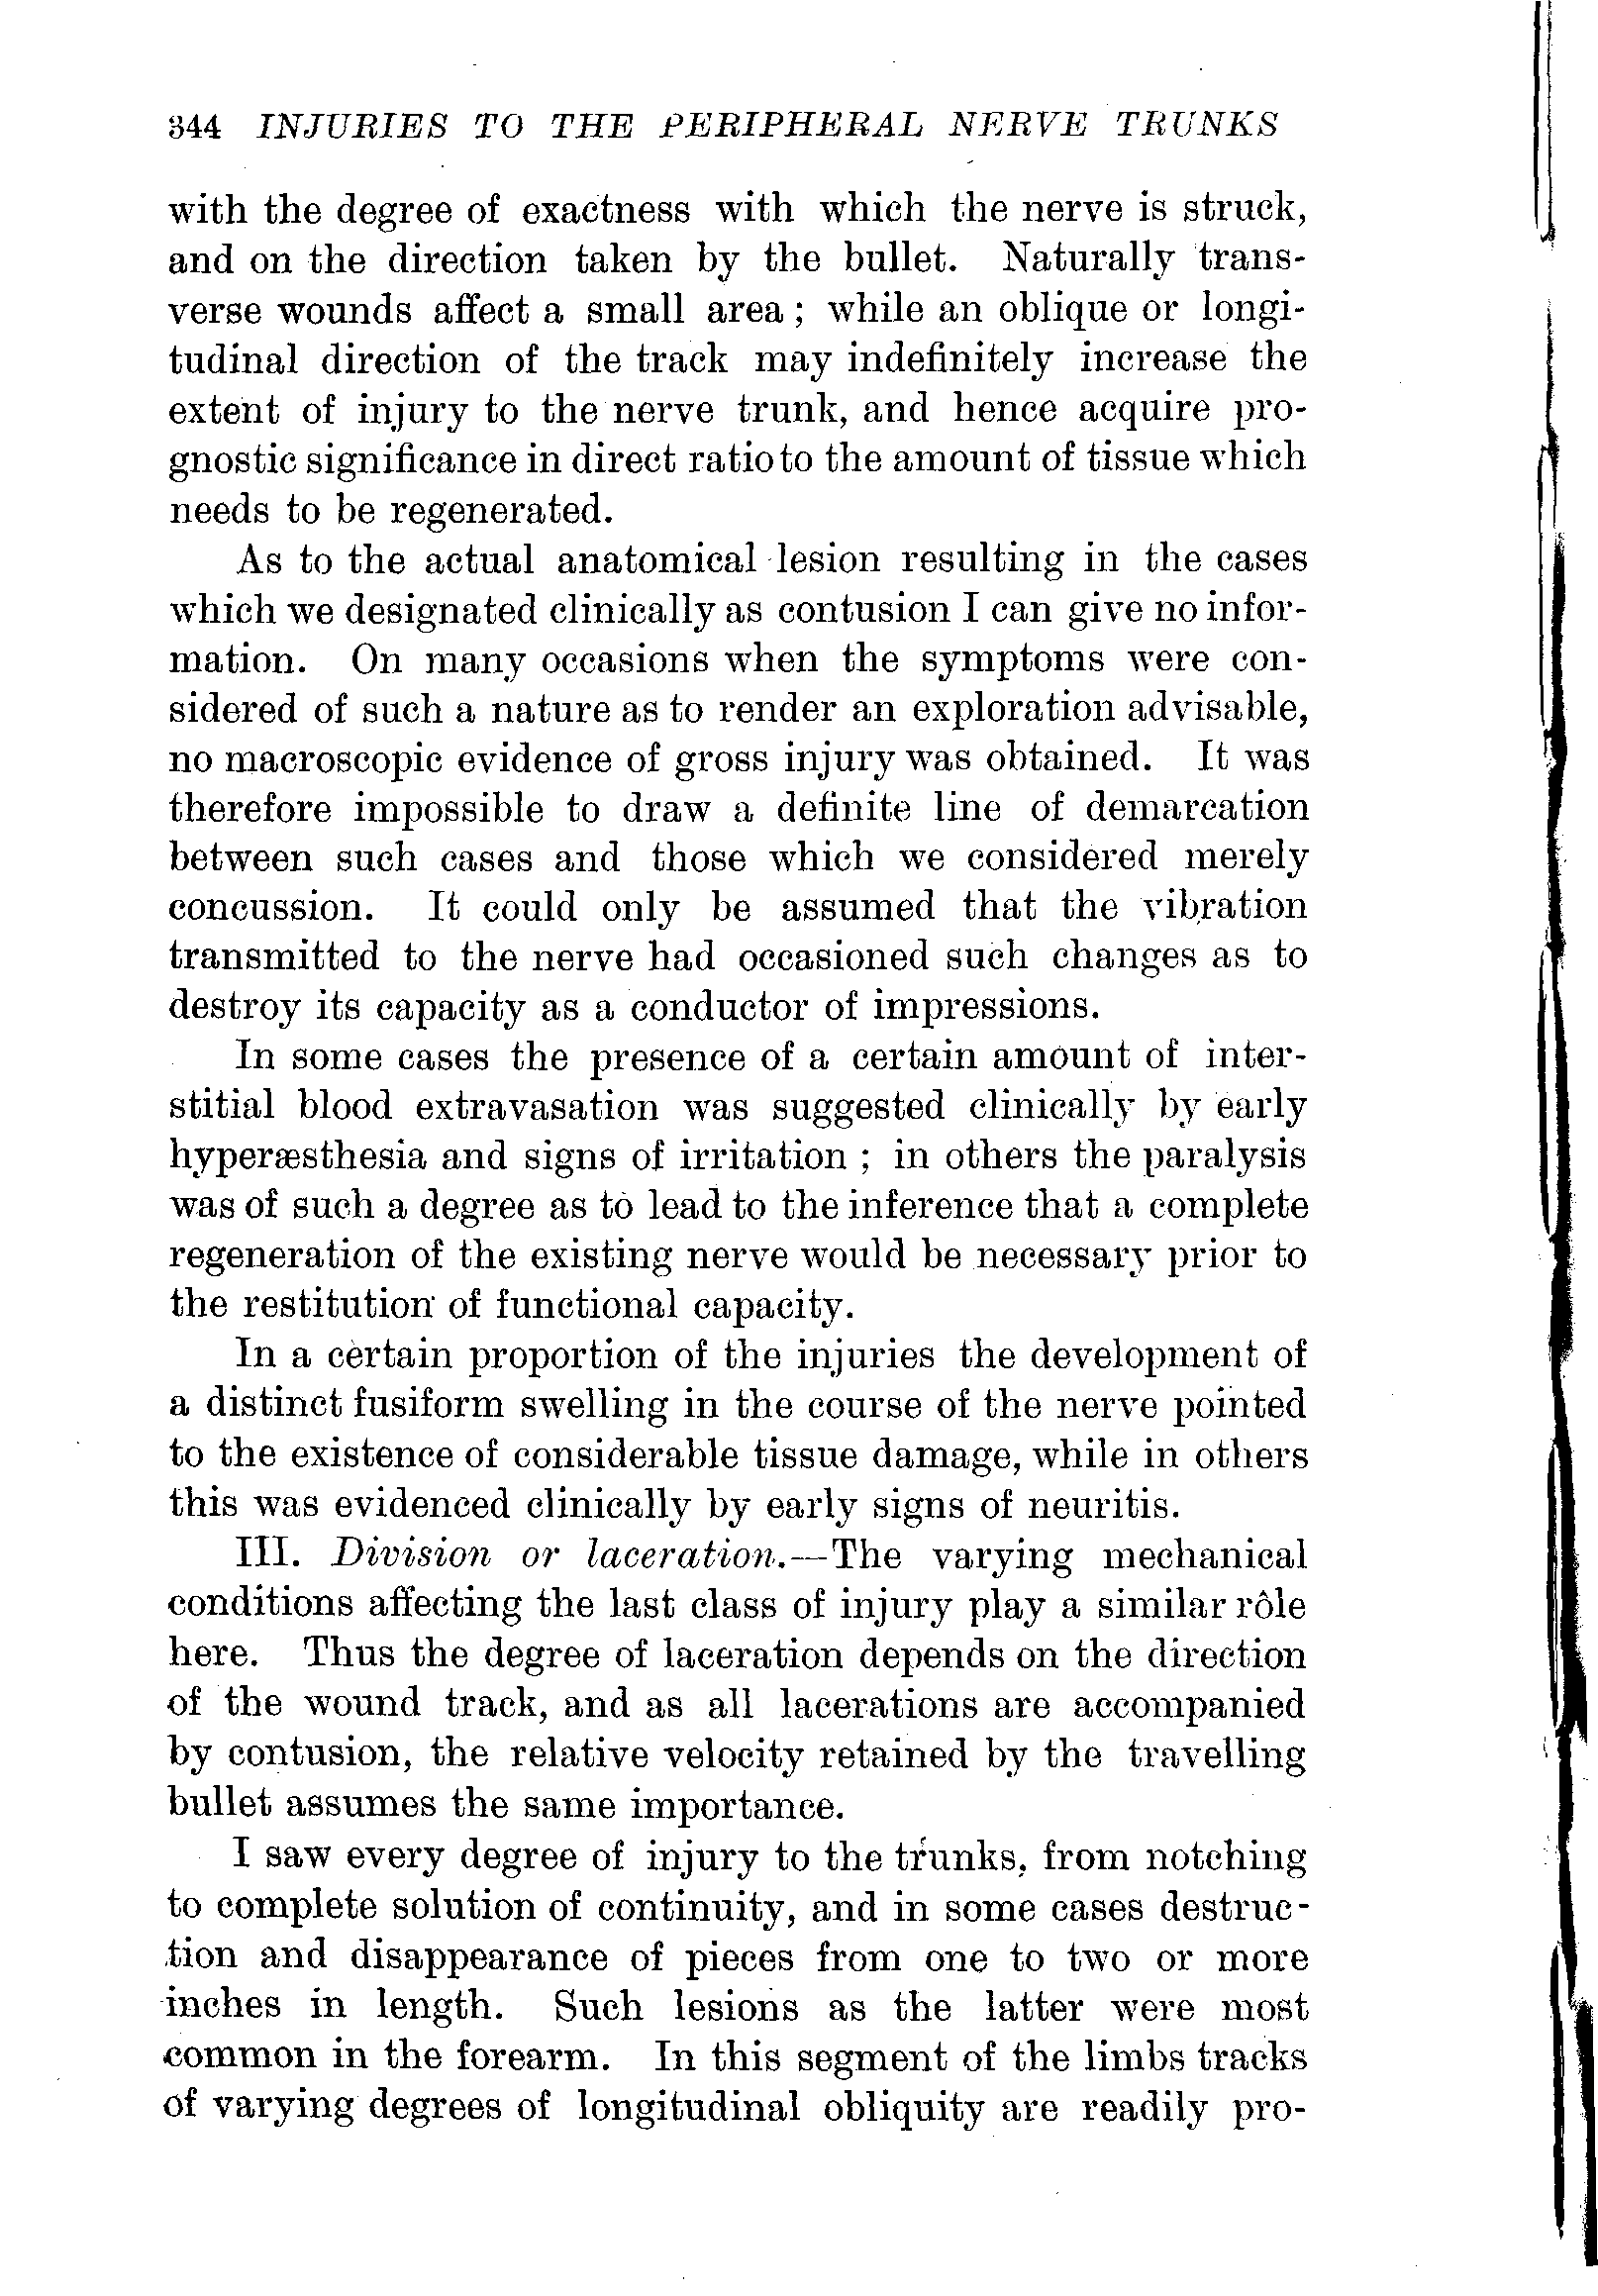 344 INJURIES TO THE PERIPHERAL NERVE TRUNKS
with the degree of exactness with which the nerve is struck,
and on the direction taken by the bullet. Naturally trans-
verse wounds affect a small area; while an oblique or longi-
tudinal direction of the track may indefinitely increase the
extent of injury to the nerve trunk, and hence acquire pro-
gnostic significance in direct ratio to the amount of tissue which
needs to be regenerated.
As to the actual anatomical lesion resulting in the cases
which we designated clinically as contusion I can give no infor-
mation. On many occasions when the symptoms were con-
sidered of such a nature as to render an exploration advisable,
no macroscopic evidence of gross injury was obtained. It was
therefore impossible to draw a definite line of demarcation
between such cases and those which we considered merely
concussion. It could only be assumed that the vibration
transmitted to the nerve had occasioned such changes as to
destroy its capacity as a conductor of impressions.
In some cases the presence of a certain amount of inter-
stitial blood extravasation was suggested clinically by early
hyperæsthesia and signs of irritation; in others the paralysis
was of such a degree as to lead to the inference that a complete
regeneration of the existing nerve would be necessary prior to
the restitution of functional capacity.
In a certain proportion of the injuries the development of
a distinct fusiform swelling in the course of the nerve pointed
to the existence of considerable tissue damage, while in others
this was evidenced clinically by early signs of neuritis.
III. Division or laceration.—The varying mechanical
conditions affecting the last class of injury play a similar rôle
here. Thus the degree of laceration depends on the direction
of the wound track, and as all lacerations are accompanied
by contusion, the relative velocity retained by the travelling
bullet assumes the same importance.
I saw every degree of injury to the trunks, from notching
to complete solution of continuity, and in some cases destruc-
tion and disappearance of pieces from one to two or more
inches in length. Such lesions as the latter were most
common in the forearm. In this segment of the limbs tracks
of varying degrees of longitudinal obliquity are readily pro-